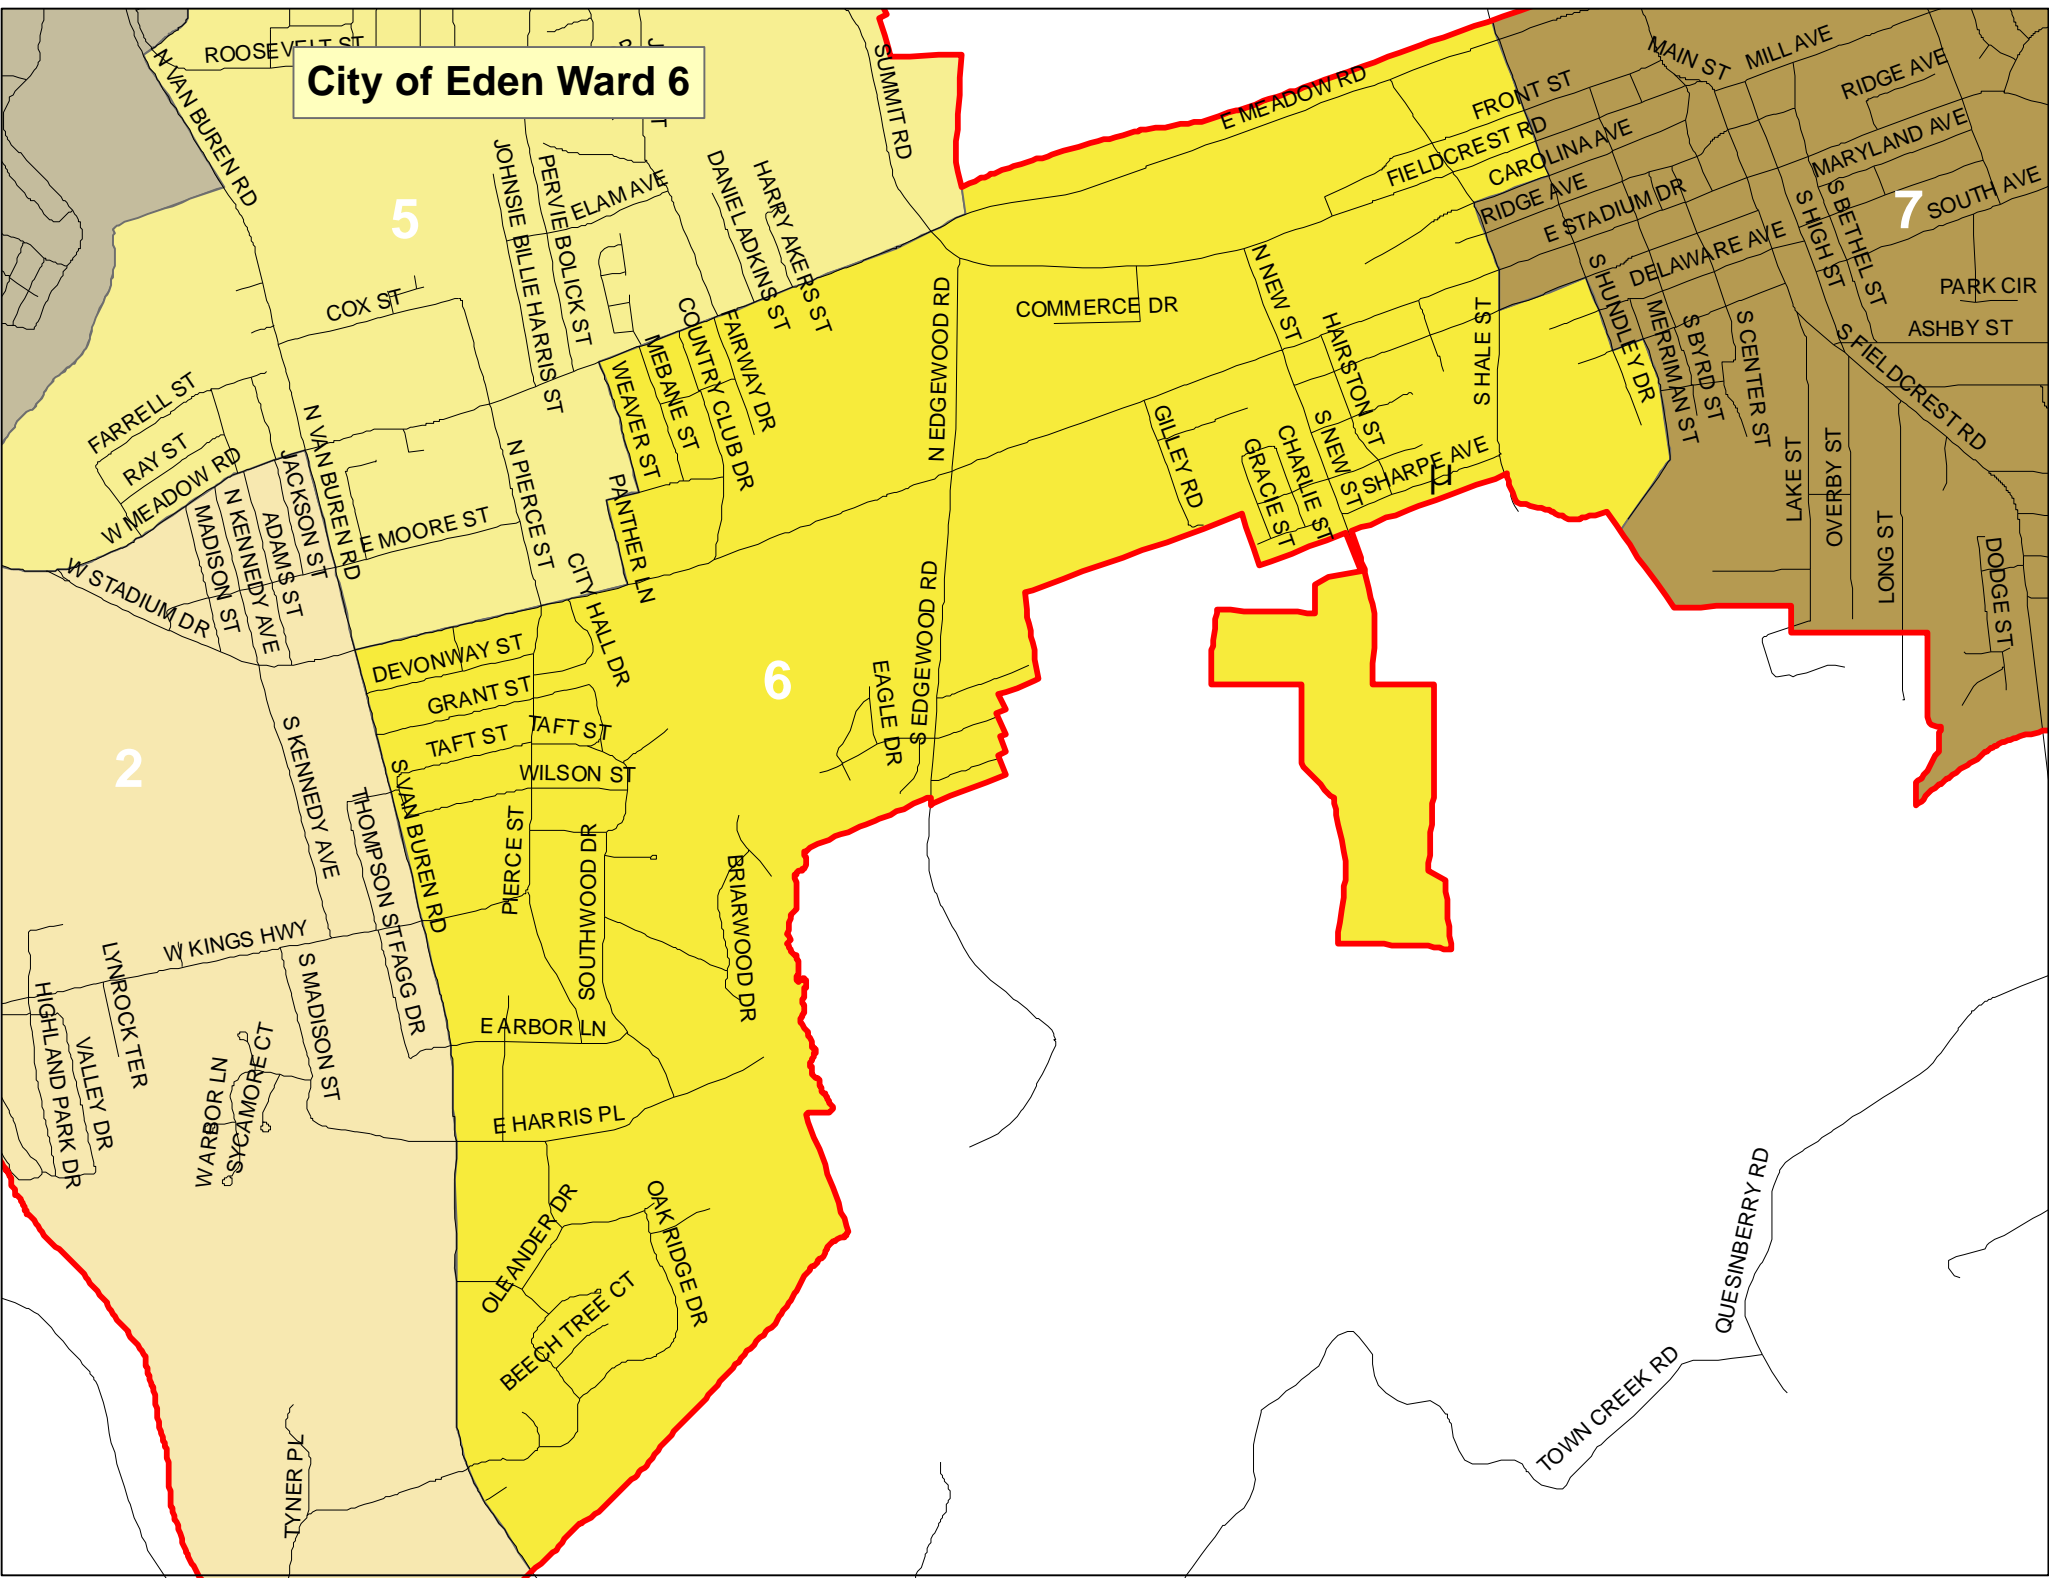 City of Eden Ward 6
ROOSEVELT ST
N VAN BUREN RD
SUMMIT RD
E MEADOW RD
MAIN ST
MILL AVE
RIDGE AVE
FRONT ST
FIELDCREST RD
CAROLINA AVE
MARYLAND AVE
RIDGE AVE
E STADIUM DR
SOUTH AVE
7
S HIGH ST
S BETHEL ST
DELAWARE AVE
PARK CIR
ASHBY ST
5
JOHNSIE BILLIE HARRIS ST
PERVIE BOLICK ST
ELAM AVE
DANIEL ADKINS ST
HARRY AKERS ST
COX ST
COUNTRY CLUB DR
FAIRWAY DR
MEBANE ST
WEAVER ST
N EDGEWOOD RD
COMMERCE DR
N NEW ST
HAIRSTON ST
S HALE ST
S HUNDLEY DR
MERRIMAN ST
S BYRD ST
S CENTER ST
S FIELDCREST RD
FARRELL ST
RAY ST
W MEADOW RD
JACKSON ST
N VAN BUREN RD
N PIERCE ST
PANTHER LN
GILLEY RD
GRACIE ST
CHARLIE ST
S NEW ST
SHARPE AVE
µ
LAKE ST
OVERBY ST
LONG ST
DODGE ST
MADISON ST
N KENNEDY AVE
ADAMS ST
E MOORE ST
W STADIUM DR
CITY HALL DR
DEVONWAY ST
GRANT ST
TAFT ST
TAFT ST
WILSON ST
6
EAGLE DR
S EDGEWOOD RD
2
S KENNEDY AVE
THOMPSON ST
S VAN BUREN RD
PIERCE ST
SOUTHWOOD DR
BRIARWOOD DR
W KINGS HWY
FAGG DR
LYNROCK TER
S MADISON ST
HIGHLAND PARK DR
VALLEY DR
W ARBOR LN
SYCAMORE CT
E ARBOR LN
E HARRIS PL
OLEANDER DR
OAK RIDGE DR
BEECH TREE CT
TYNER PL
QUESINBERRY RD
TOWN CREEK RD